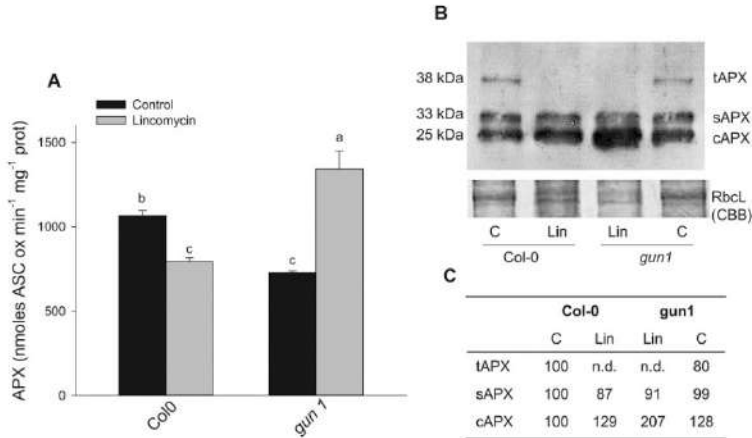 A
Control
Lincomycin
APX (nmoles ASC ox min⁻¹ mg⁻¹ prot)
1500
1000
500
0
b
c
c
a
Col0
gun 1
B
38 kDa
33 kDa
25 kDa
tAPX
sAPX
cAPX
RbcL
(CBB)
C Lin Lin C
Col-0 gun1
C
Col-0 gun1
C Lin Lin C
tAPX 100 n.d. n.d. 80
sAPX 100 87 91 99
cAPX 100 129 207 128